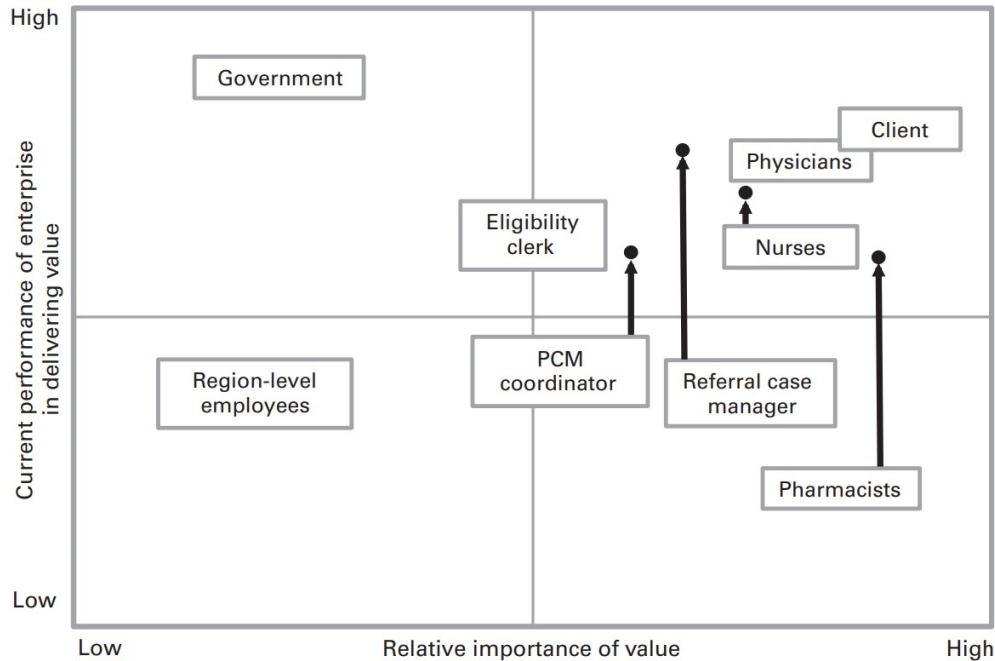 High
Government
Client
Physicians
Eligibility
clerk
Nurses
Current performance of enterprise
in delivering value
PCM
coordinator
Region-level
employees
Referral case
manager
Pharmacists
Low
Low
Relative importance of value
High